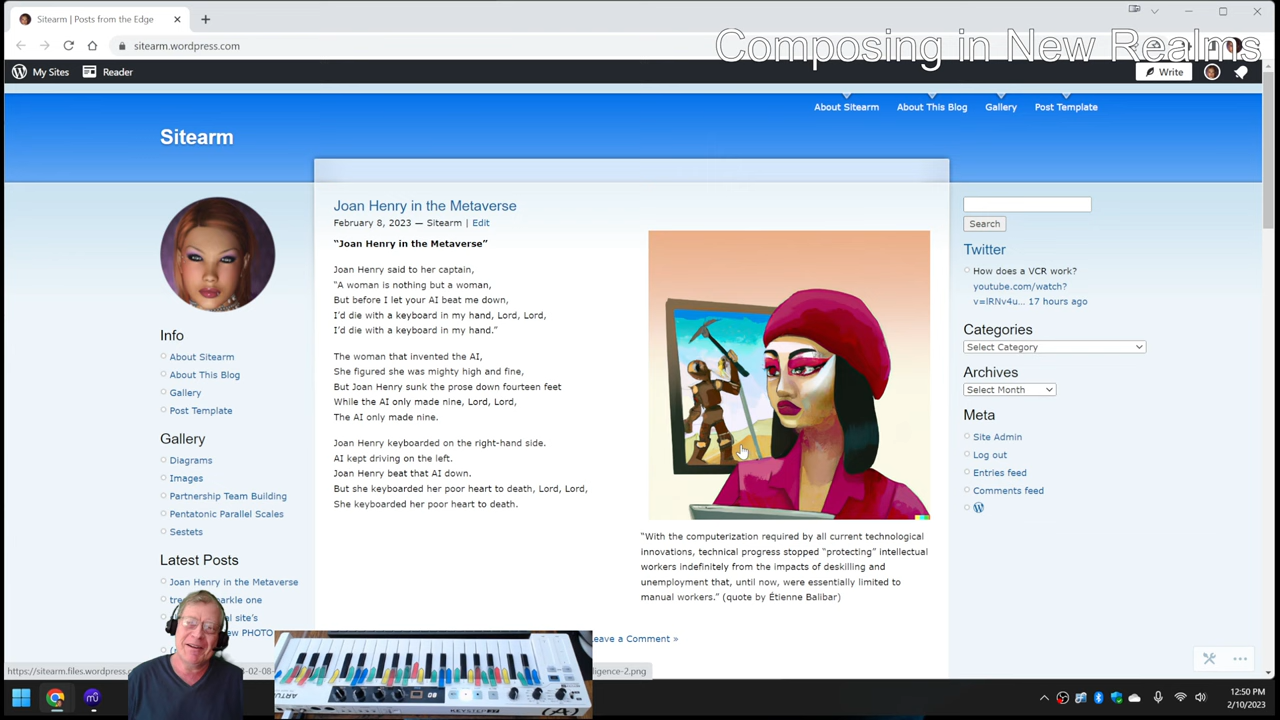 Sitearm | Posts from the Edge
sitearm.wordpress.com
Composing in New Realms
My Sites
Reader
Write
About Sitearm
About This Blog
Gallery
Post Template
Sitearm
Info
About Sitearm
About This Blog
Gallery
Post Template
Gallery
Diagrams
Images
Partnership Team Building
Pentatonic Parallel Scales
Sestets
Latest Posts
Joan Henry in the Metaverse
Joan Henry in the Metaverse
February 8, 2023 — Sitearm | Edit
“Joan Henry in the Metaverse”
Joan Henry said to her captain,
“A woman is nothing but a woman,
But before I let your AI beat me down,
I’d die with a keyboard in my hand, Lord, Lord,
I’d die with a keyboard in my hand.”
The woman that invented the AI,
She figured she was mighty high and fine,
But Joan Henry sunk the prose down fourteen feet
While the AI only made nine, Lord, Lord,
The AI only made nine.
Joan Henry keyboarded on the right-hand side.
AI kept driving on the left.
Joan Henry beat that AI down.
But she keyboarded her poor heart to death, Lord, Lord,
She keyboarded her poor heart to death.
“With the computerization required by all current technological
innovations, technical progress stopped “protecting” intellectual
workers indefinitely from the impacts of deskilling and
unemployment that, until now, were essentially limited to
manual workers.” (quote by Étienne Balibar)
Leave a Comment »
Search
Twitter
How does a VCR work?
youtube.com/watch?
v=lRNv4u... 17 hours ago
Categories
Select Category
Archives
Select Month
Meta
Site Admin
Log out
Entries feed
Comments feed
https://sitearm.files.wordpress.c
12:50 PM
2/10/2023